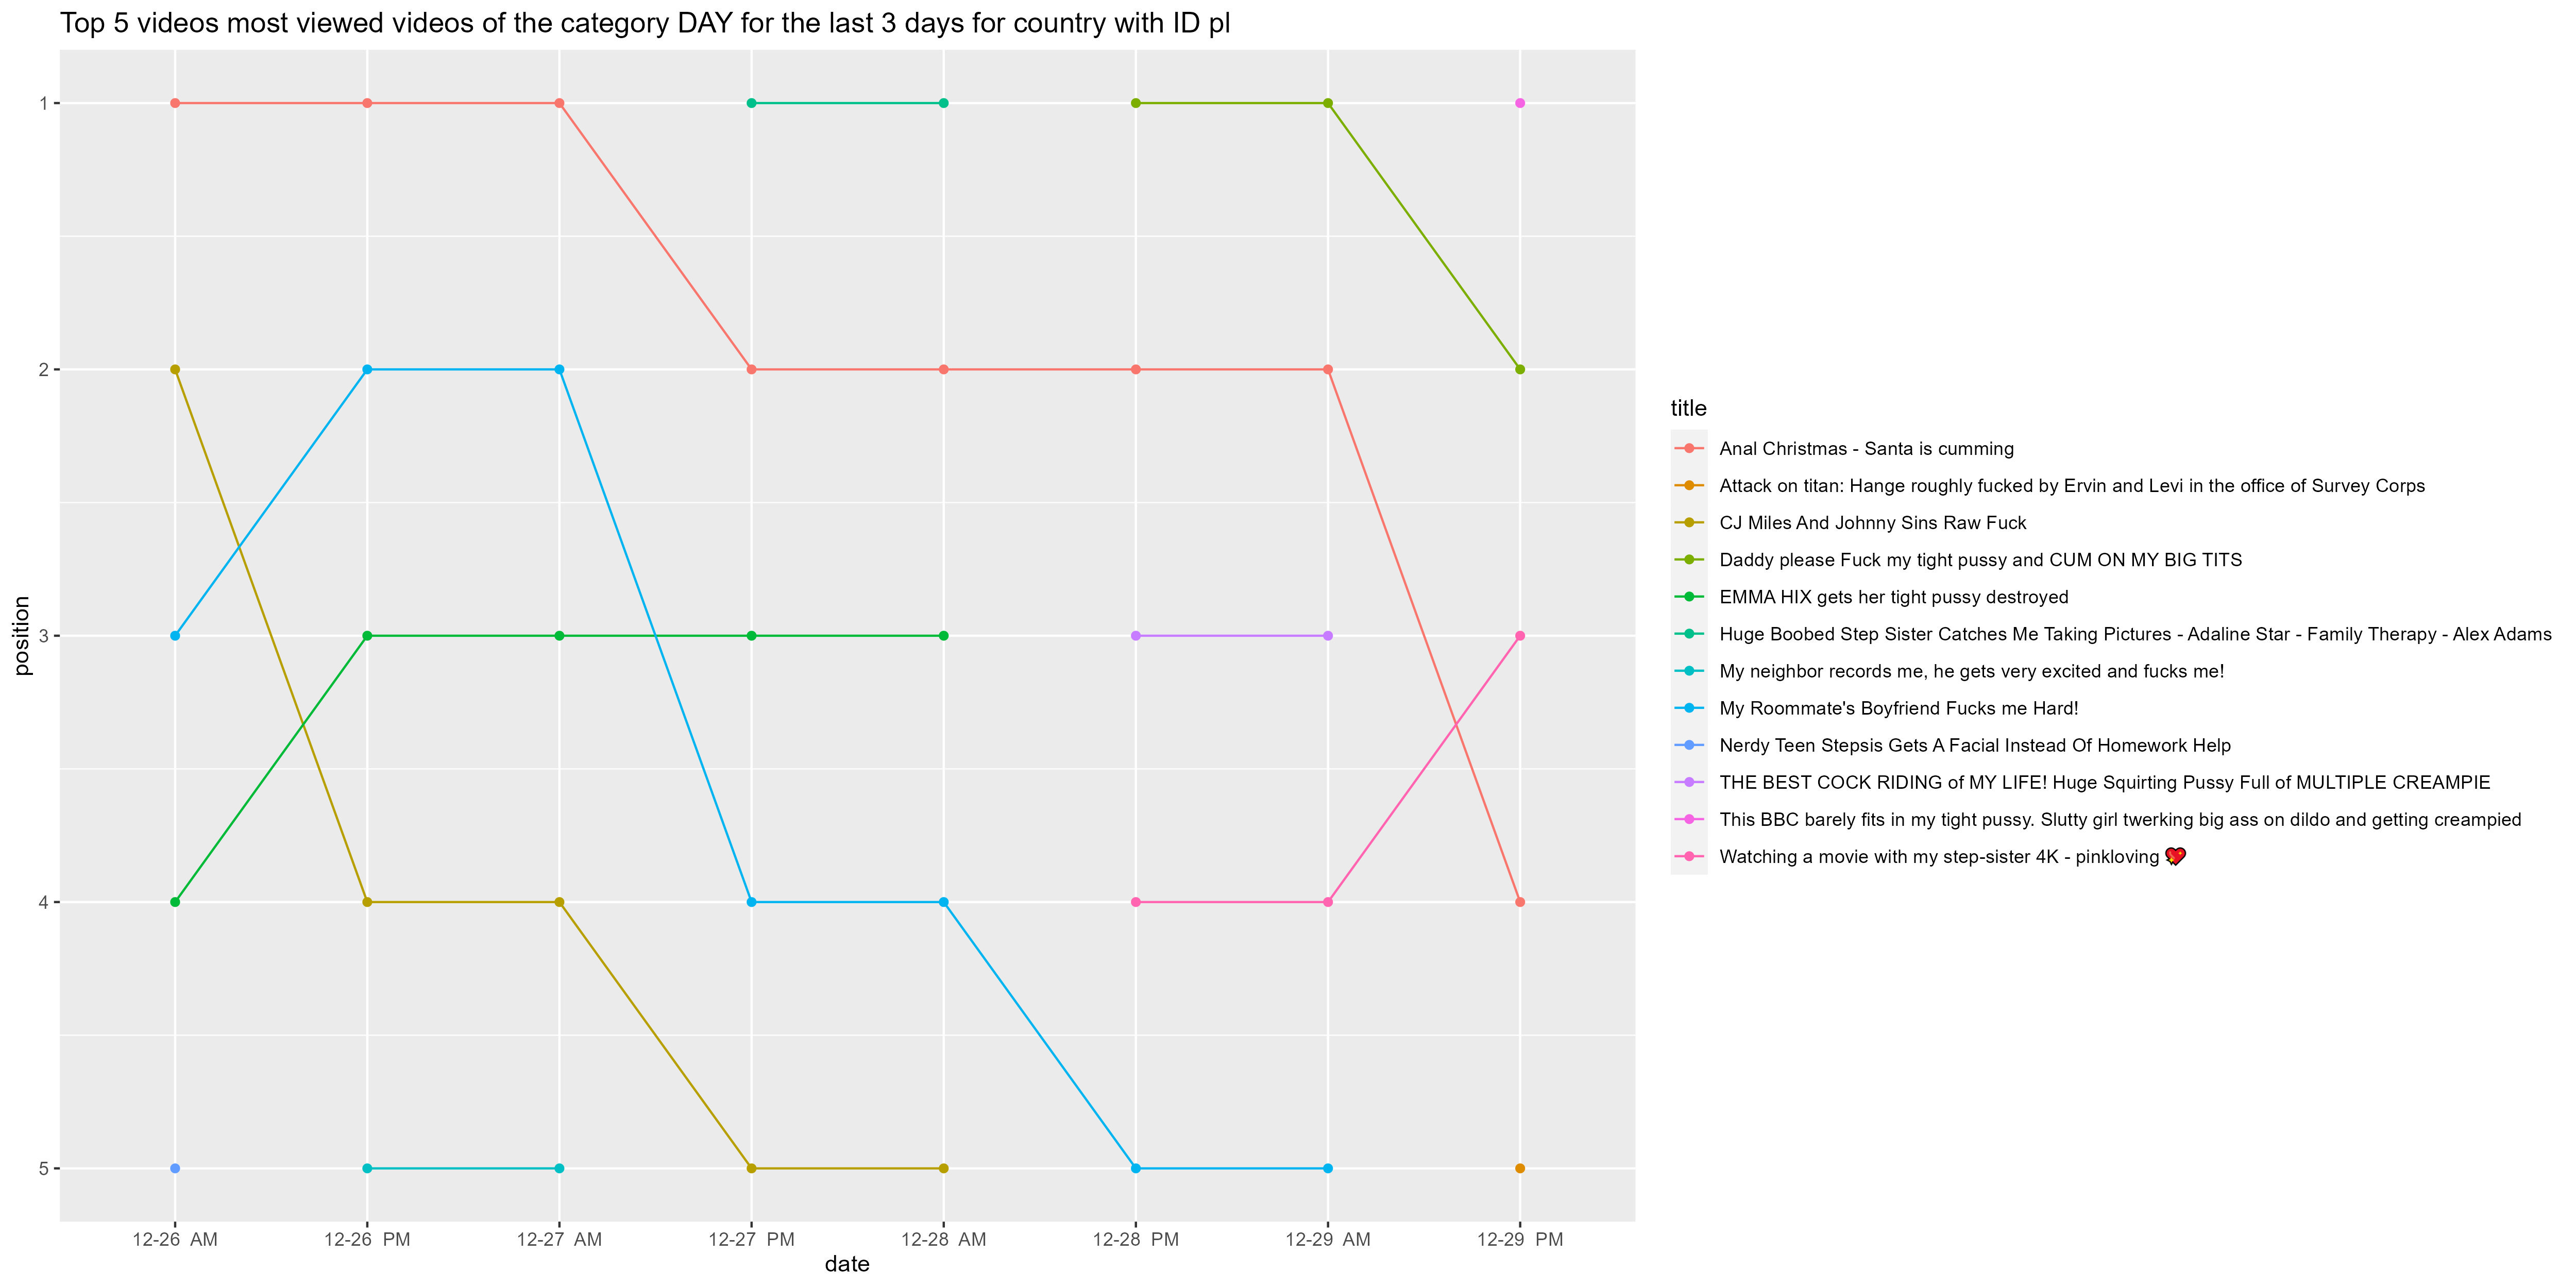 Top 5 videos most viewed videos of the category DAY for the last 3 days for country with ID pl
position
1
2
3
4
5
12-26 AM
12-26 PM
12-27 AM
12-27 PM
12-28 AM
12-28 PM
12-29 AM
12-29 PM
date
title
Anal Christmas - Santa is cumming
Attack on titan: Hange roughly fucked by Ervin and Levi in the office of Survey Corps
CJ Miles And Johnny Sins Raw Fuck
Daddy please Fuck my tight pussy and CUM ON MY BIG TITS
EMMA HIX gets her tight pussy destroyed
Huge Boobed Step Sister Catches Me Taking Pictures - Adaline Star - Family Therapy - Alex Adams
My neighbor records me, he gets very excited and fucks me!
My Roommate's Boyfriend Fucks me Hard!
Nerdy Teen Stepsis Gets A Facial Instead Of Homework Help
THE BEST COCK RIDING of MY LIFE! Huge Squirting Pussy Full of MULTIPLE CREAMPIE
This BBC barely fits in my tight pussy. Slutty girl twerking big ass on dildo and getting creampied
Watching a movie with my step-sister 4K - pinkloving 💖